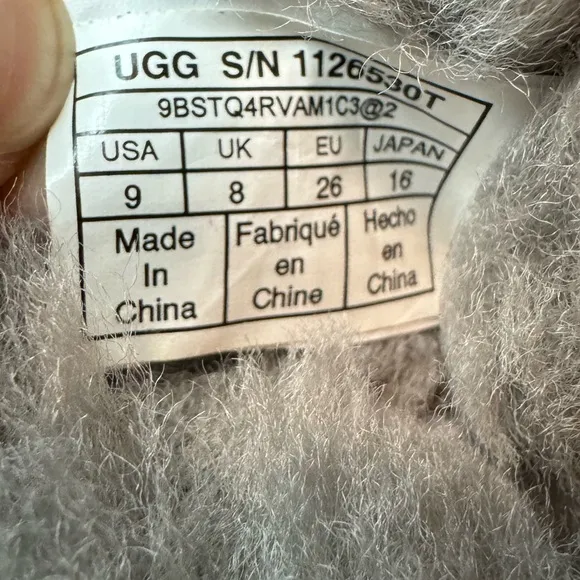 UGG S/N 1126530T
9BSTQ4RVAM1C3@2
USA UK EU JAPAN
9 8 26 16
Made Fabriqué Hecho
In en en
China Chine China